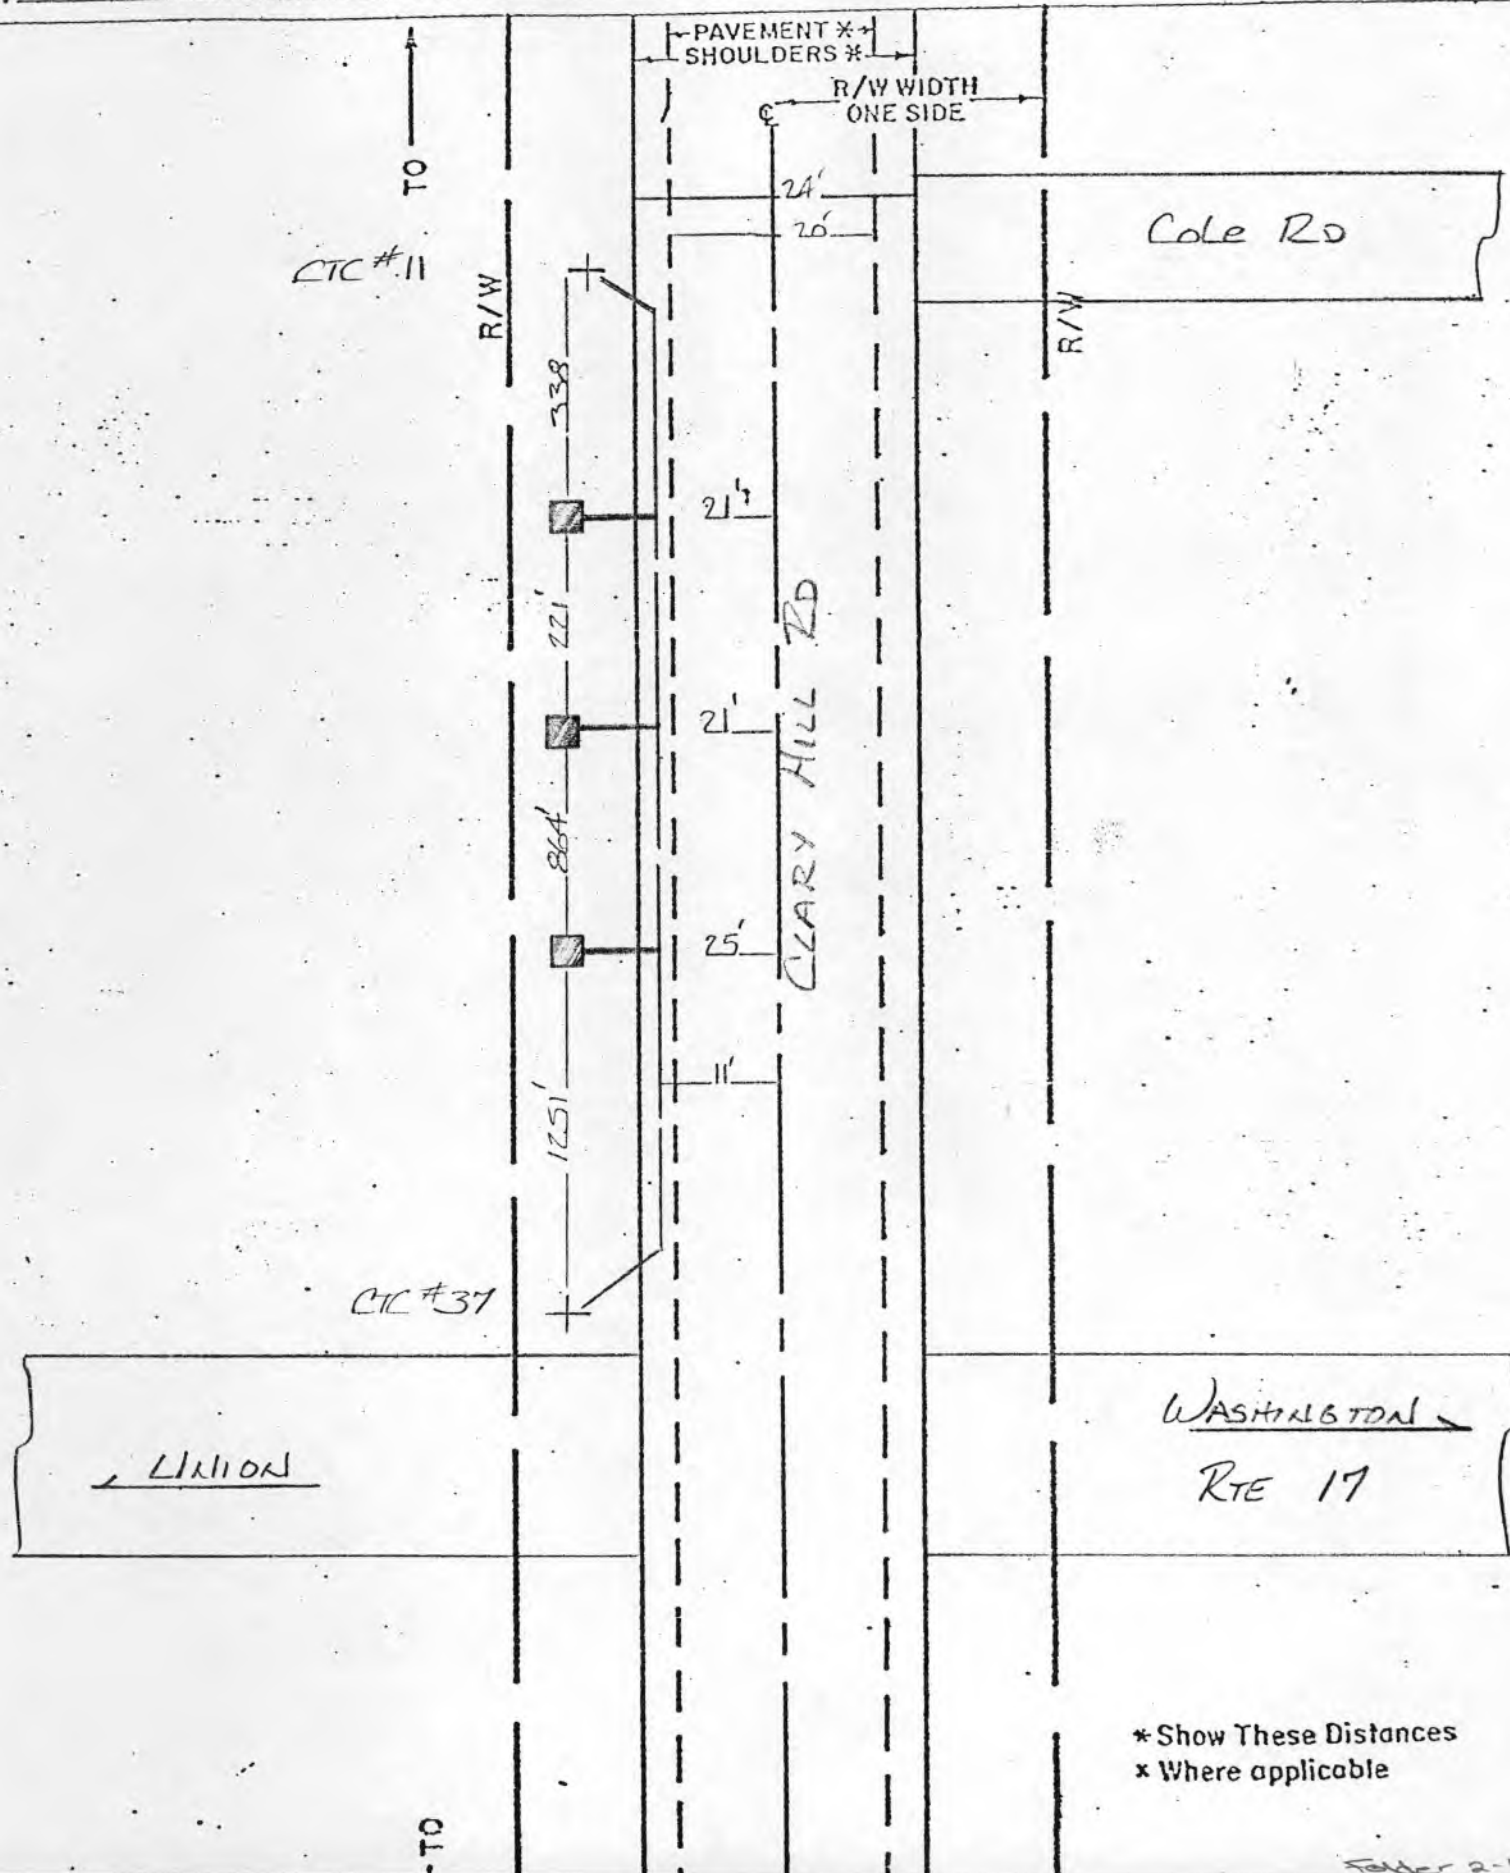 PAVEMENT *
SHOULDERS *
R/W WIDTH
ONE SIDE
℄
TO
24'
20'
Cole RD
CTC #11
R/W
R/W
338
21'
221'
21'
864'
25'
CLARY HILL RD
11'
1251'
CTC #37
UNION
WASHINGTON
RTE 17
* Show These Distances
x Where applicable
-TO